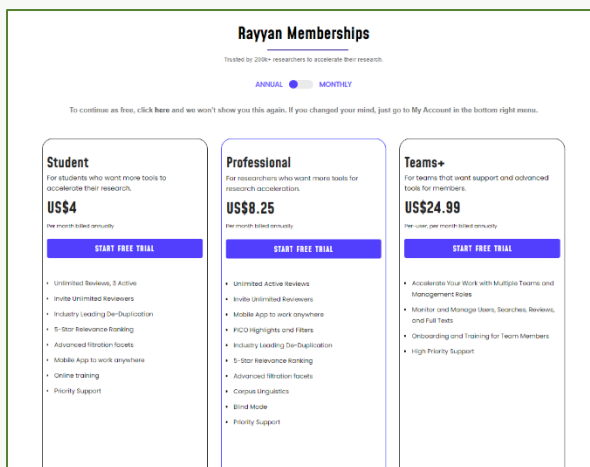 Rayyan Memberships
Trusted by 200k+ researchers to accelerate their research.
ANNUAL MONTHLY
To continue as free, click here and we won't show you this again. If you changed your mind, just go to My Account in the bottom right menu.
Student
For students who want more tools to
accelerate their research.
US$4
Per month billed annually
START FREE TRIAL
• Unlimited Reviews, 3 Active
• Invite Unlimited Reviewers
• Industry Leading De-Duplication
• 5-Star Relevance Ranking
• Advanced filtration facets
• Mobile App to work anywhere
• Online training
• Priority Support
Professional
For researchers who want more tools for
research acceleration.
US$8.25
Per month billed annually
START FREE TRIAL
• Unlimited Active Reviews
• Invite Unlimited Reviewers
• Mobile App to work anywhere
• PICO Highlights and Filters
• Industry Leading De-Duplication
• 5-Star Relevance Ranking
• Advanced filtration facets
• Corpus Linguistics
• Blind Mode
• Priority Support
Teams+
For teams that want support and advanced
tools for members.
US$24.99
Per-user, per month billed annually
START FREE TRIAL
• Accelerate Your Work with Multiple Teams and
Management Roles
• Monitor and Manage Users, Searches, Reviews,
and Full Texts
• Onboarding and Training for Team Members
• High Priority Support